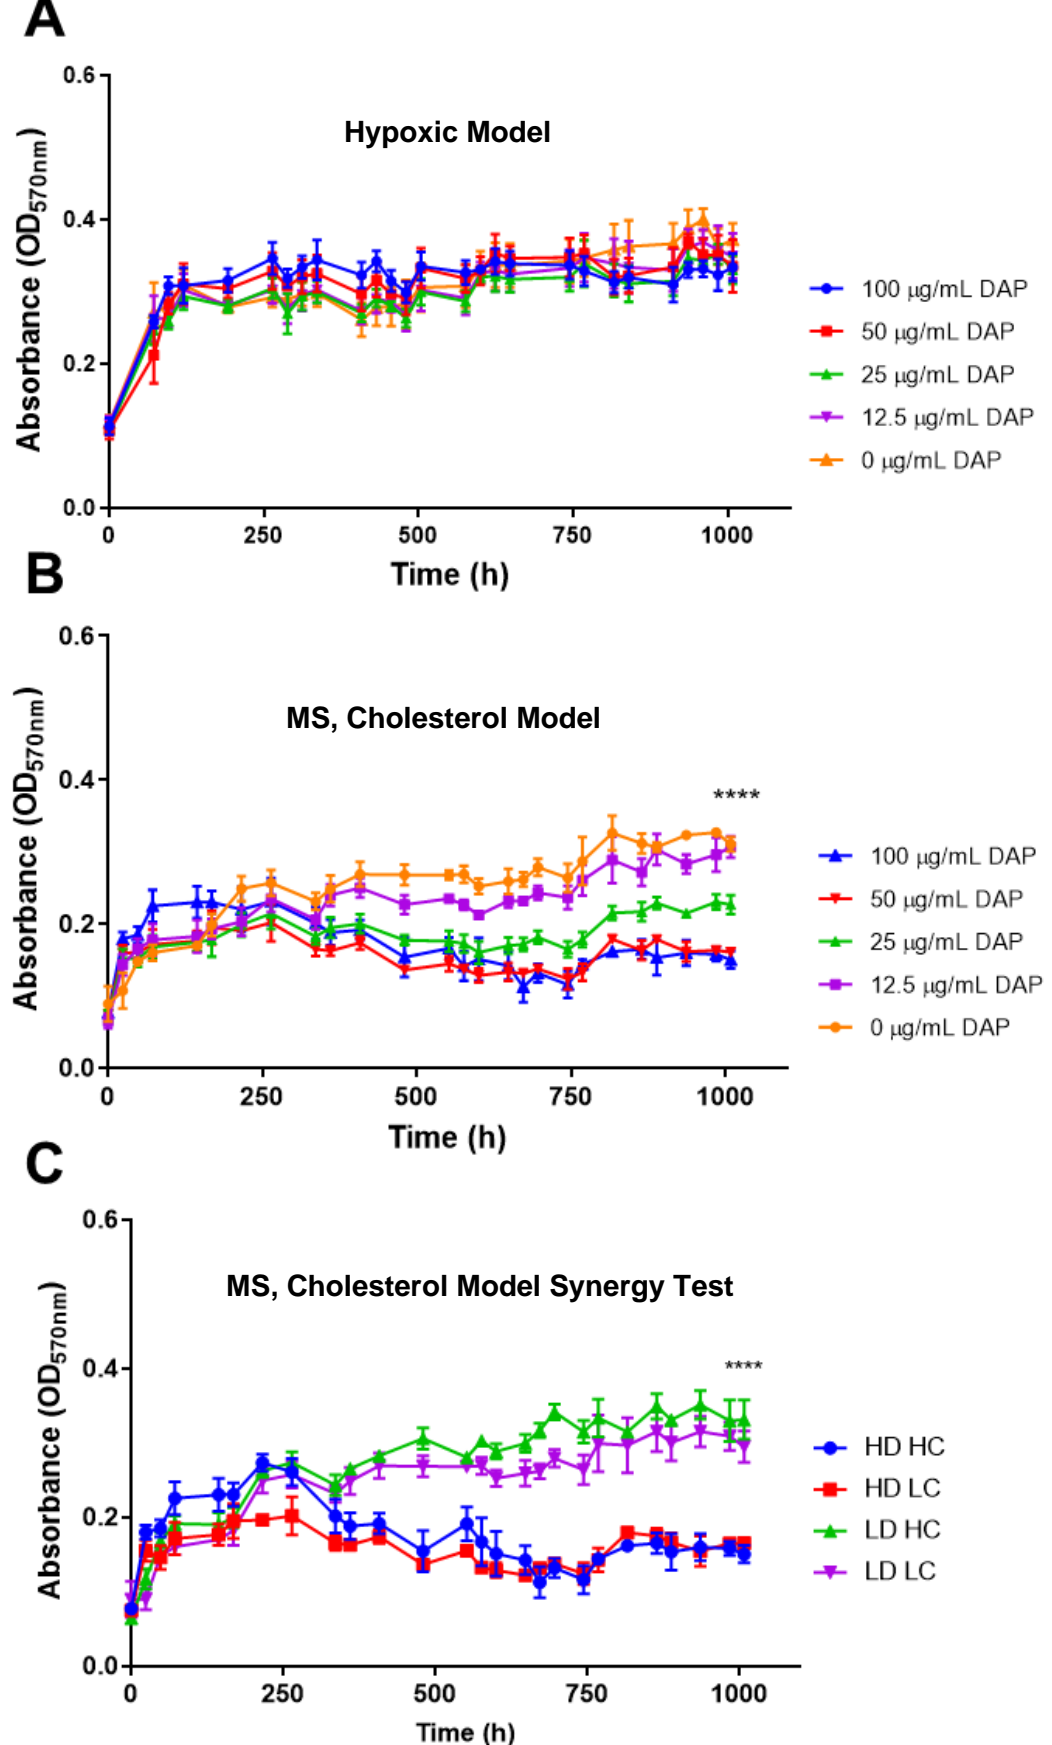 A
0.6
Hypoxic Model
0.4
0.2
0.0
Absorbance (OD570nm)
0 250 500 750 1000
Time (h)
100 µg/mL DAP
50 µg/mL DAP
25 µg/mL DAP
12.5 µg/mL DAP
0 µg/mL DAP
B
0.6
MS, Cholesterol Model
0.4
****
0.2
0.0
Absorbance (OD570nm)
0 250 500 750 1000
Time (h)
100 µg/mL DAP
50 µg/mL DAP
25 µg/mL DAP
12.5 µg/mL DAP
0 µg/mL DAP
C
0.6
MS, Cholesterol Model Synergy Test
0.4
****
0.2
0.0
Absorbance (OD570nm)
0 250 500 750 1000
Time (h)
HD HC
HD LC
LD HC
LD LC